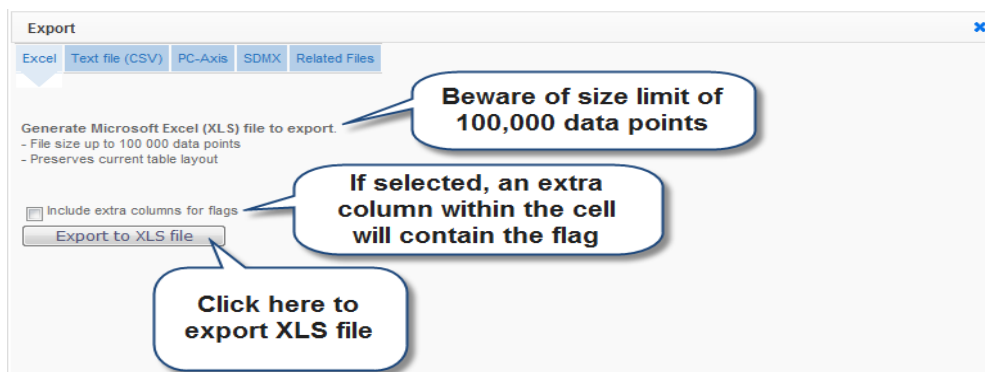 Export
Excel Text file (CSV) PC-Axis SDMX Related Files
Beware of size limit of
100,000 data points
Generate Microsoft Excel (XLS) file to export.
- File size up to 100 000 data points
- Preserves current table layout
If selected, an extra
column within the cell
will contain the flag
Include extra columns for flags
Export to XLS file
Click here to
export XLS file